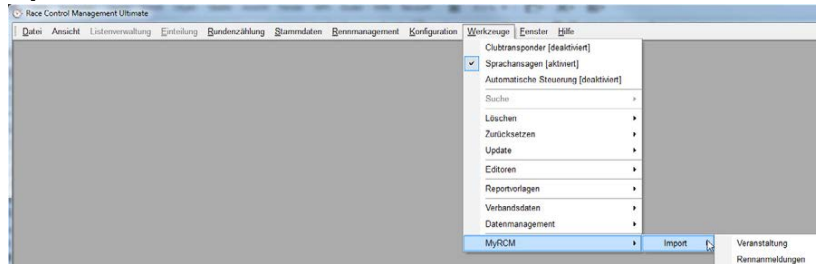 Race Control Management Ultimate
Datei Ansicht Listenverwaltung Einteilung Rundenzählung Stammdaten Rennmanagement Konfiguration Werkzeuge Fenster Hilfe
Clubtransponder [deaktiviert]
Sprachansagen [aktiviert]
Automatische Steuerung [deaktiviert]
Suche
Löschen
Zurücksetzen
Update
Editoren
Reportvorlagen
Verbandsdaten
Datenmanagement
MyRCM Import Veranstaltung
Rennanmeldungen